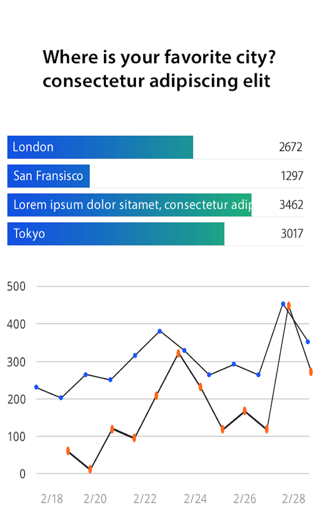 Where is your favorite city?
consectetur adipiscing elit
London 2672
San Fransisco 1297
Lorem ipsum dolor sitamet, consectetur adip 3462
Tokyo 3017
500
400
300
200
100
0
2/18 2/20 2/22 2/24 2/26 2/28